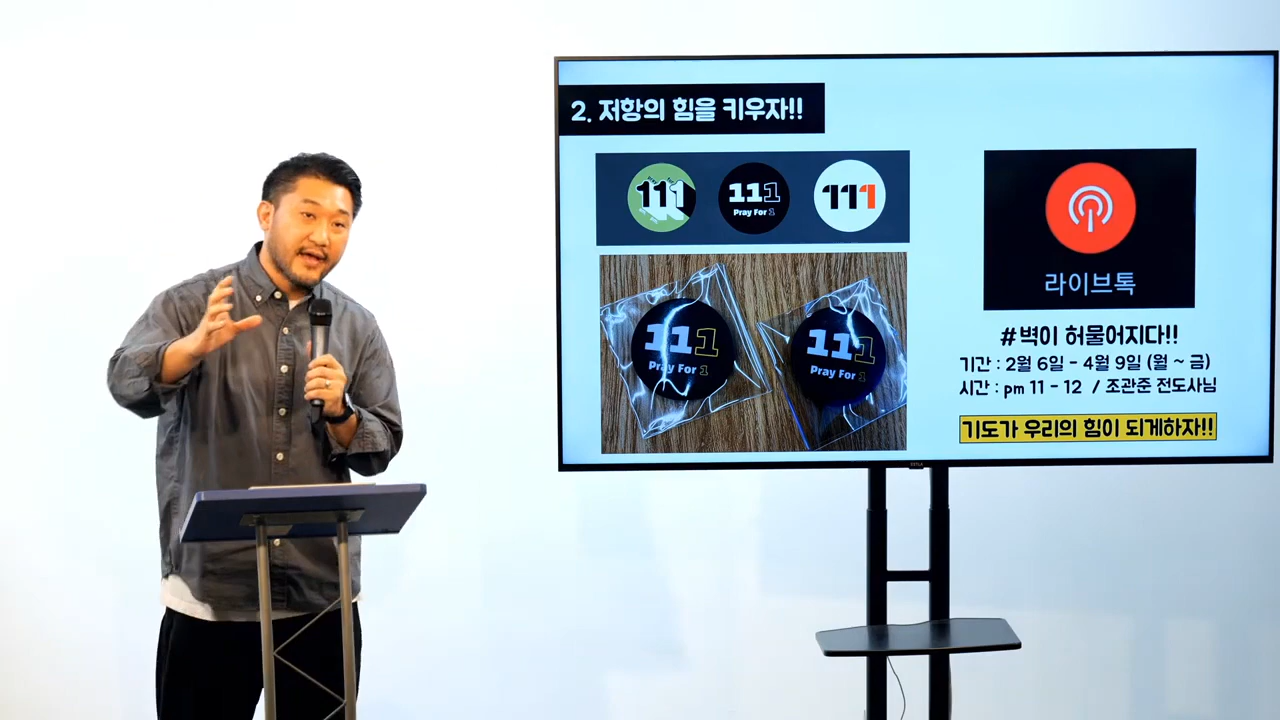 2. 저항의 힘을 키우자!!
111
111
Pray For 1
111
111
Pray For 1
111
Pray For 1
라이브톡
#벽이 허물어지다!!
기간 : 2월 6일 - 4월 9일 (월 ~ 금)
시간 : pm 11 - 12 / 조관준 전도사님
기도가 우리의 힘이 되게하자!!